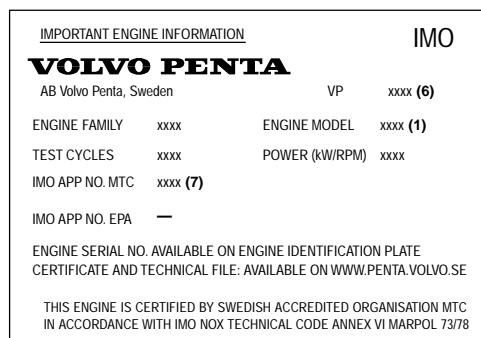 IMPORTANT ENGINE INFORMATION IMO
VOLVO PENTA
AB Volvo Penta, Sweden VP xxxx (6)
ENGINE FAMILY xxxx ENGINE MODEL xxxx (1)
TEST CYCLES xxxx POWER (kW/RPM) xxxx
IMO APP NO. MTC xxxx (7)
IMO APP NO. EPA —
ENGINE SERIAL NO. AVAILABLE ON ENGINE IDENTIFICATION PLATE
CERTIFICATE AND TECHNICAL FILE: AVAILABLE ON WWW.PENTA.VOLVO.SE
THIS ENGINE IS CERTIFIED BY SWEDISH ACCREDITED ORGANISATION MTC
IN ACCORDANCE WITH IMO NOX TECHNICAL CODE ANNEX VI MARPOL 73/78